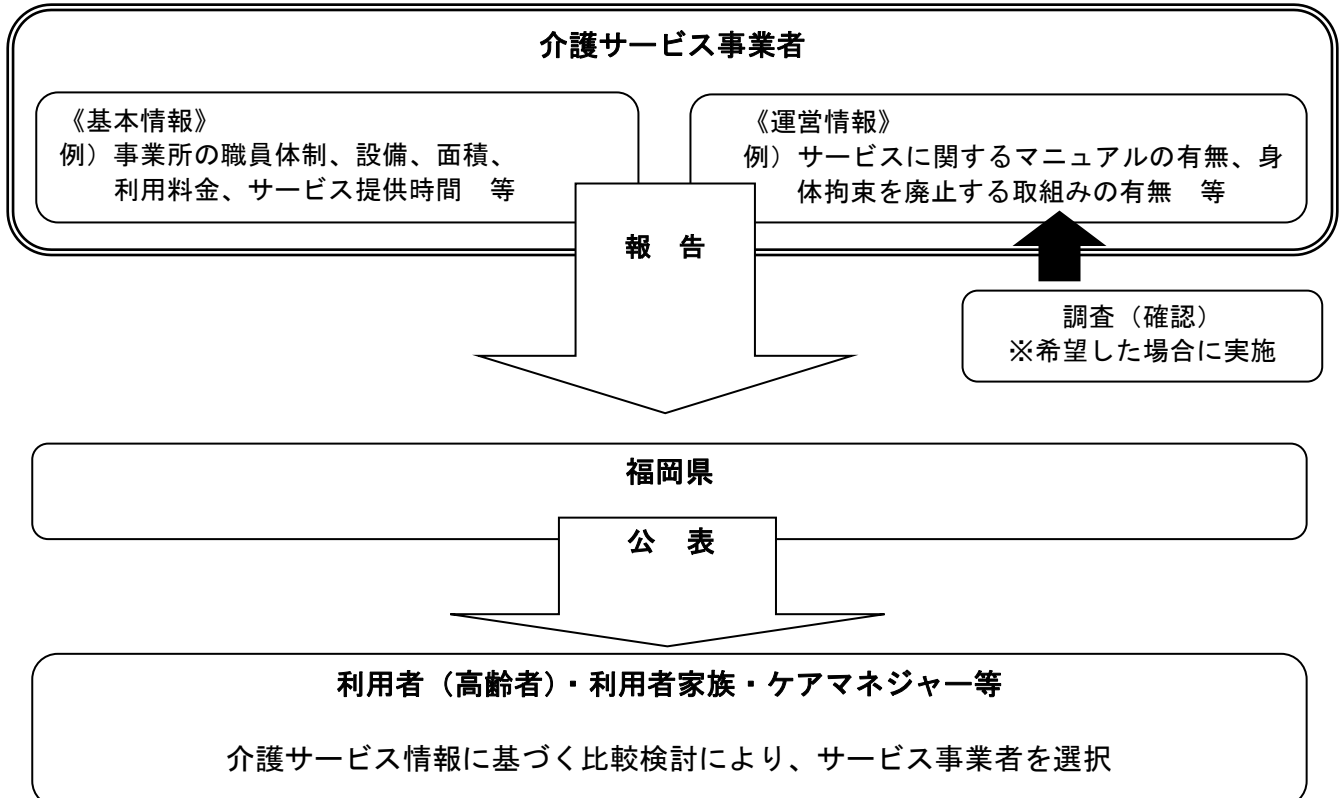 介護サービス事業者
《基本情報》
例）事業所の職員体制、設備、面積、
利用料金、サービス提供時間　等
《運営情報》
例）サービスに関するマニュアルの有無、身
体拘束を廃止する取組みの有無　等
報　告
調査（確認）
※希望した場合に実施
福岡県
公　表
利用者（高齢者）・利用者家族・ケアマネジャー等
介護サービス情報に基づく比較検討により、サービス事業者を選択